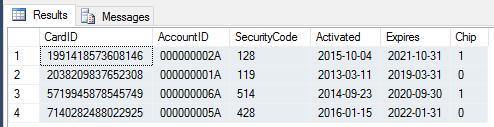 Results Messages
CardID AccountID SecurityCode Activated Expires Chip
1 1991418573608146 000000002A 128 2015-10-04 2021-10-31 1
2 2038209837652308 000000001A 119 2013-03-11 2019-03-31 0
3 5719945878545749 000000006A 514 2014-09-23 2020-09-30 1
4 7140282488022925 000000005A 428 2016-01-15 2022-01-31 0